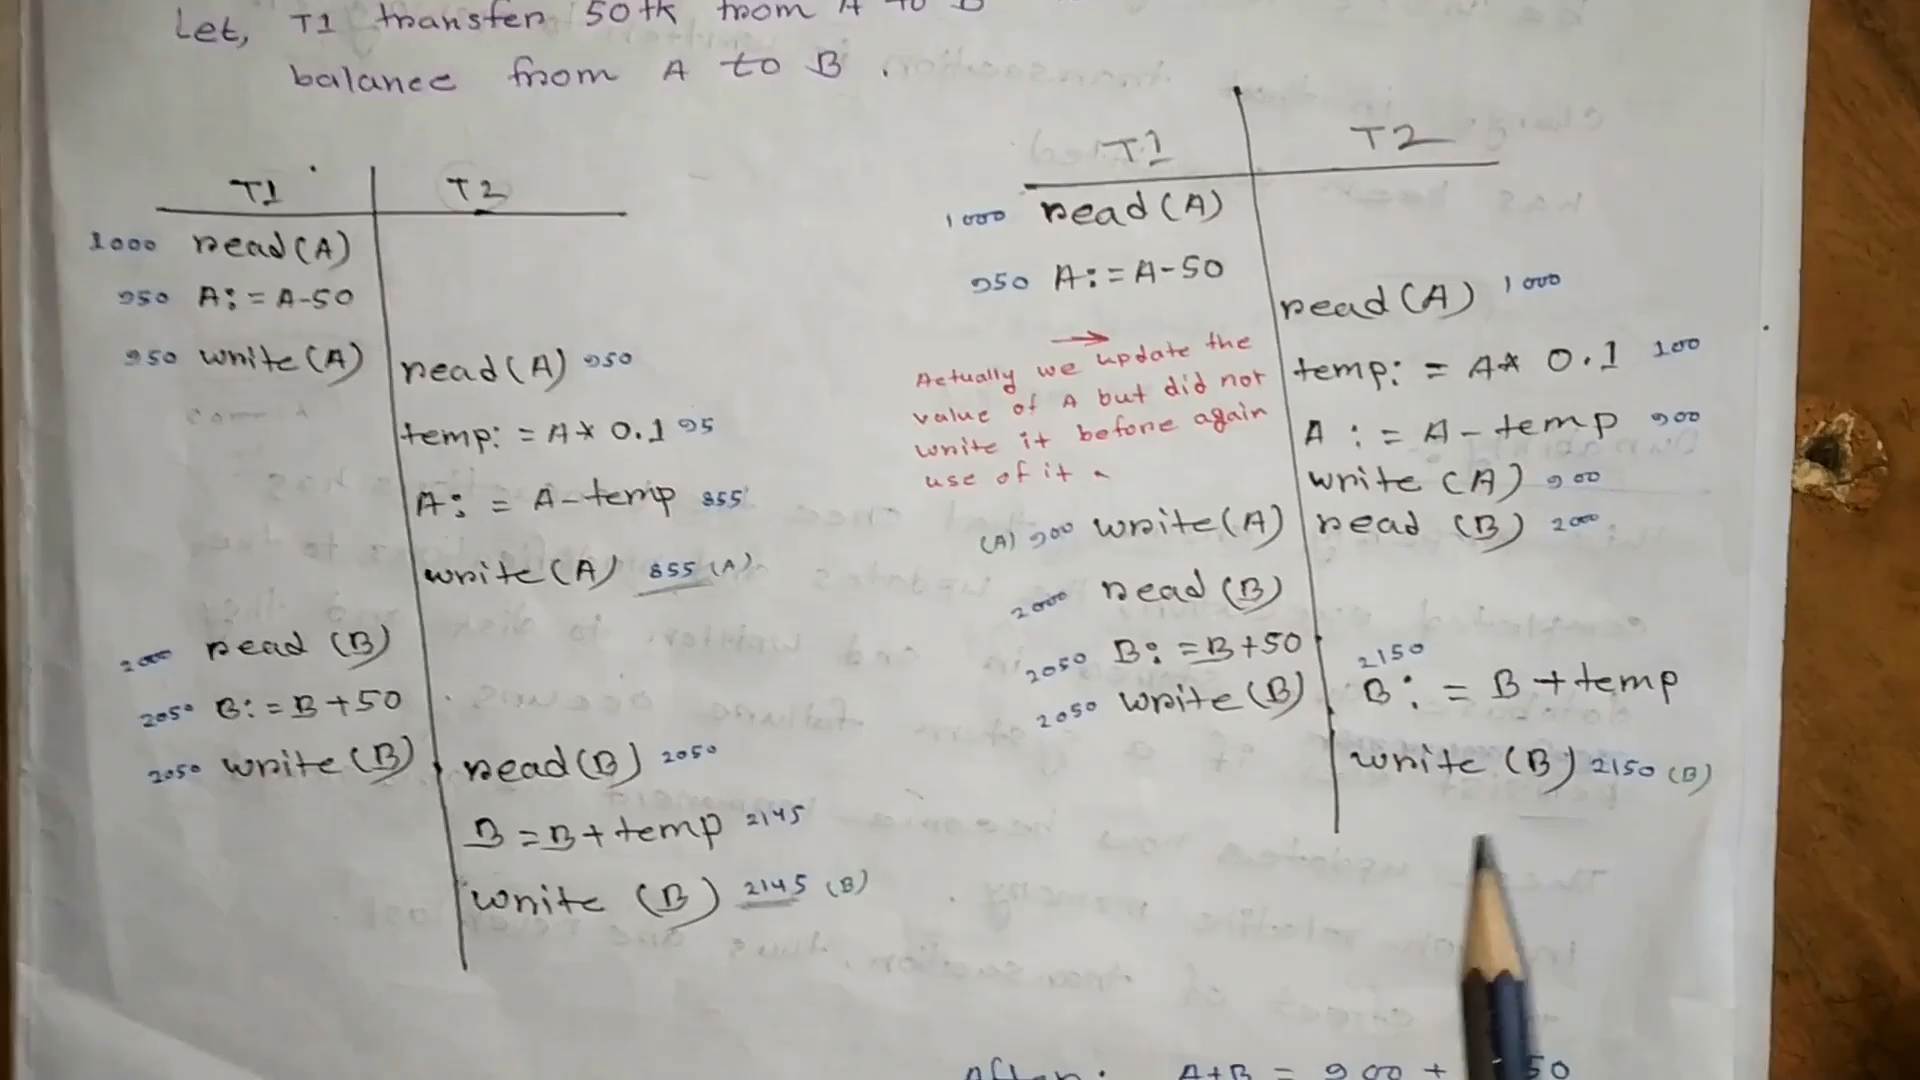 Let, T1 transfer 50tk from A to B
balance from A to B.
T1 T2
1000 read(A)
950 A:= A-50
950 write(A) read(A) 950
temp:= A* 0.1 95
A:= A-temp 855
write(A) 855 (A)
2000 read (B)
2050 B:= B+50
2050 write(B) read(B) 2050
B=B+temp 2145
write (B) 2145 (B)
T1 T2
1000 read(A)
950 A:= A-50
read(A) 1000
Actually we update the
value of A but did not
write it before again
use of it
temp:= A* 0.1 100
A := A-temp 900
write (A) 900
(A) 900 write(A) read (B) 2000
2000 read (B)
2050 B:=B+50
2050 write(B)
2150
B:= B+temp
write (B) 2150 (B)
After: A+B = 900 + 50